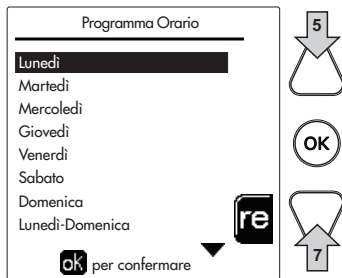 Programma Orario
Lunedì
Martedì
Mercoledì
Giovedì
Venerdì
Sabato
Domenica
Lunedì-Domenica
re
ok per confermare
5
OK
7